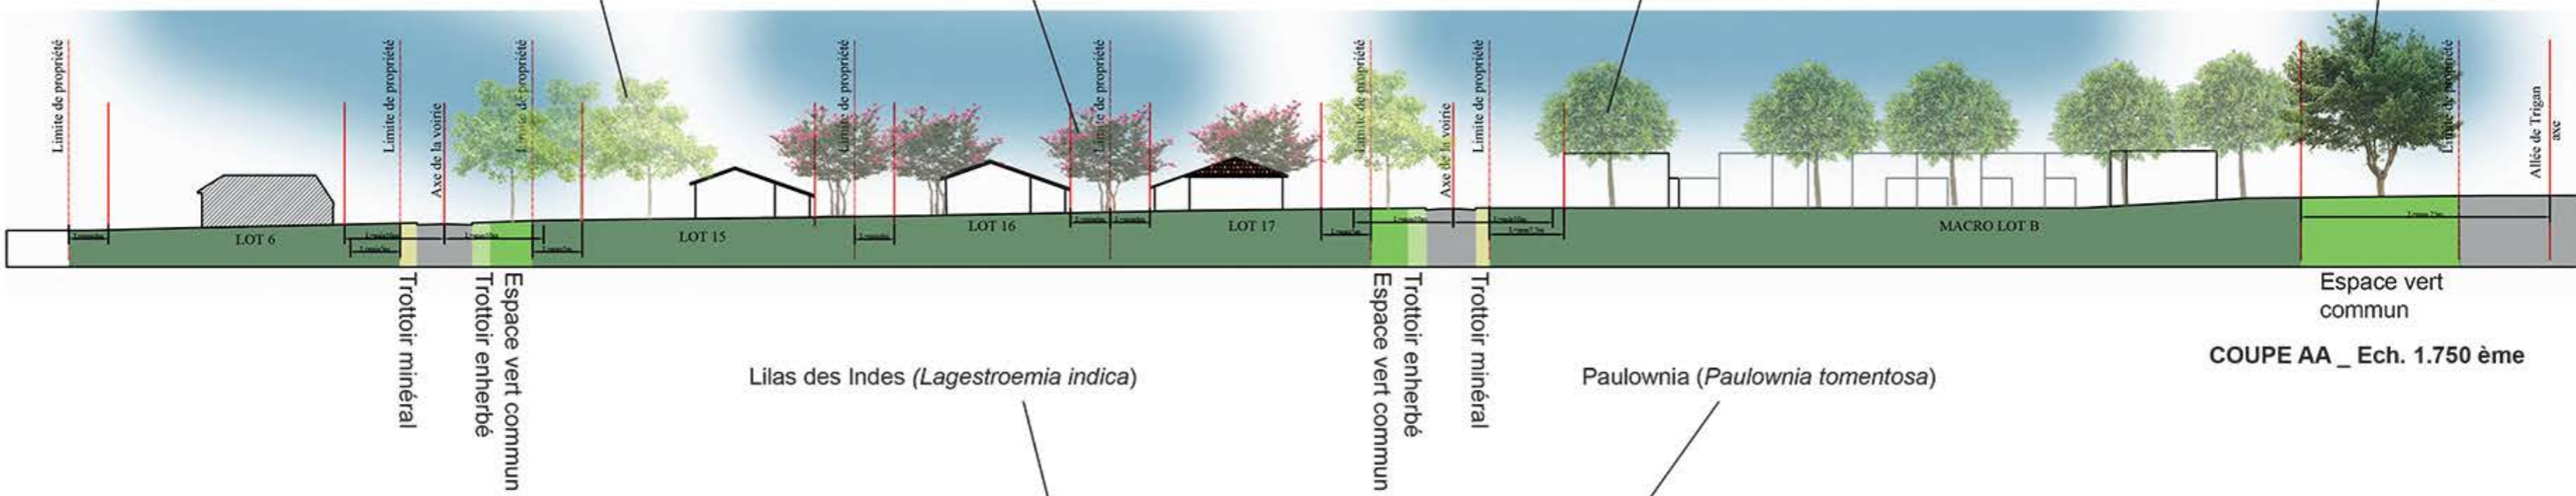 Limite de propriété
Limite de propriété
Axe de la voirie
Limite de propriété
Limite de propriété
Limite de propriété
Limite de propriété
Axe de la voirie
Limite de propriété
Limite de propriété
Allée de Trigan
axe
LOT 6
LOT 15
LOT 16
LOT 17
MACRO LOT B
Trottoir minéral
Trottoir enherbé
Espace vert commun
Espace vert commun
Trottoir enherbé
Trottoir minéral
Espace vert
commun
COUPE AA _ Ech. 1.750 ème
Lilas des Indes (Lagestroemia indica)
Paulownia (Paulownia tomentosa)